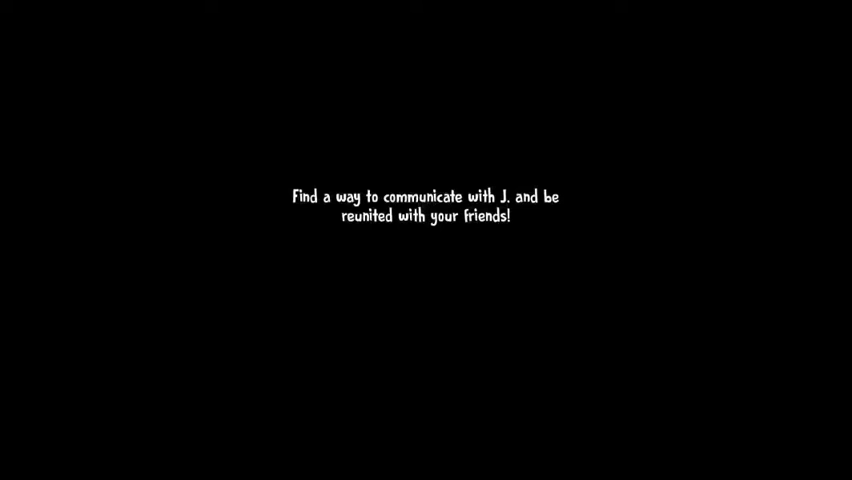 Find a way to communicate with J. and be
reunited with your friends!